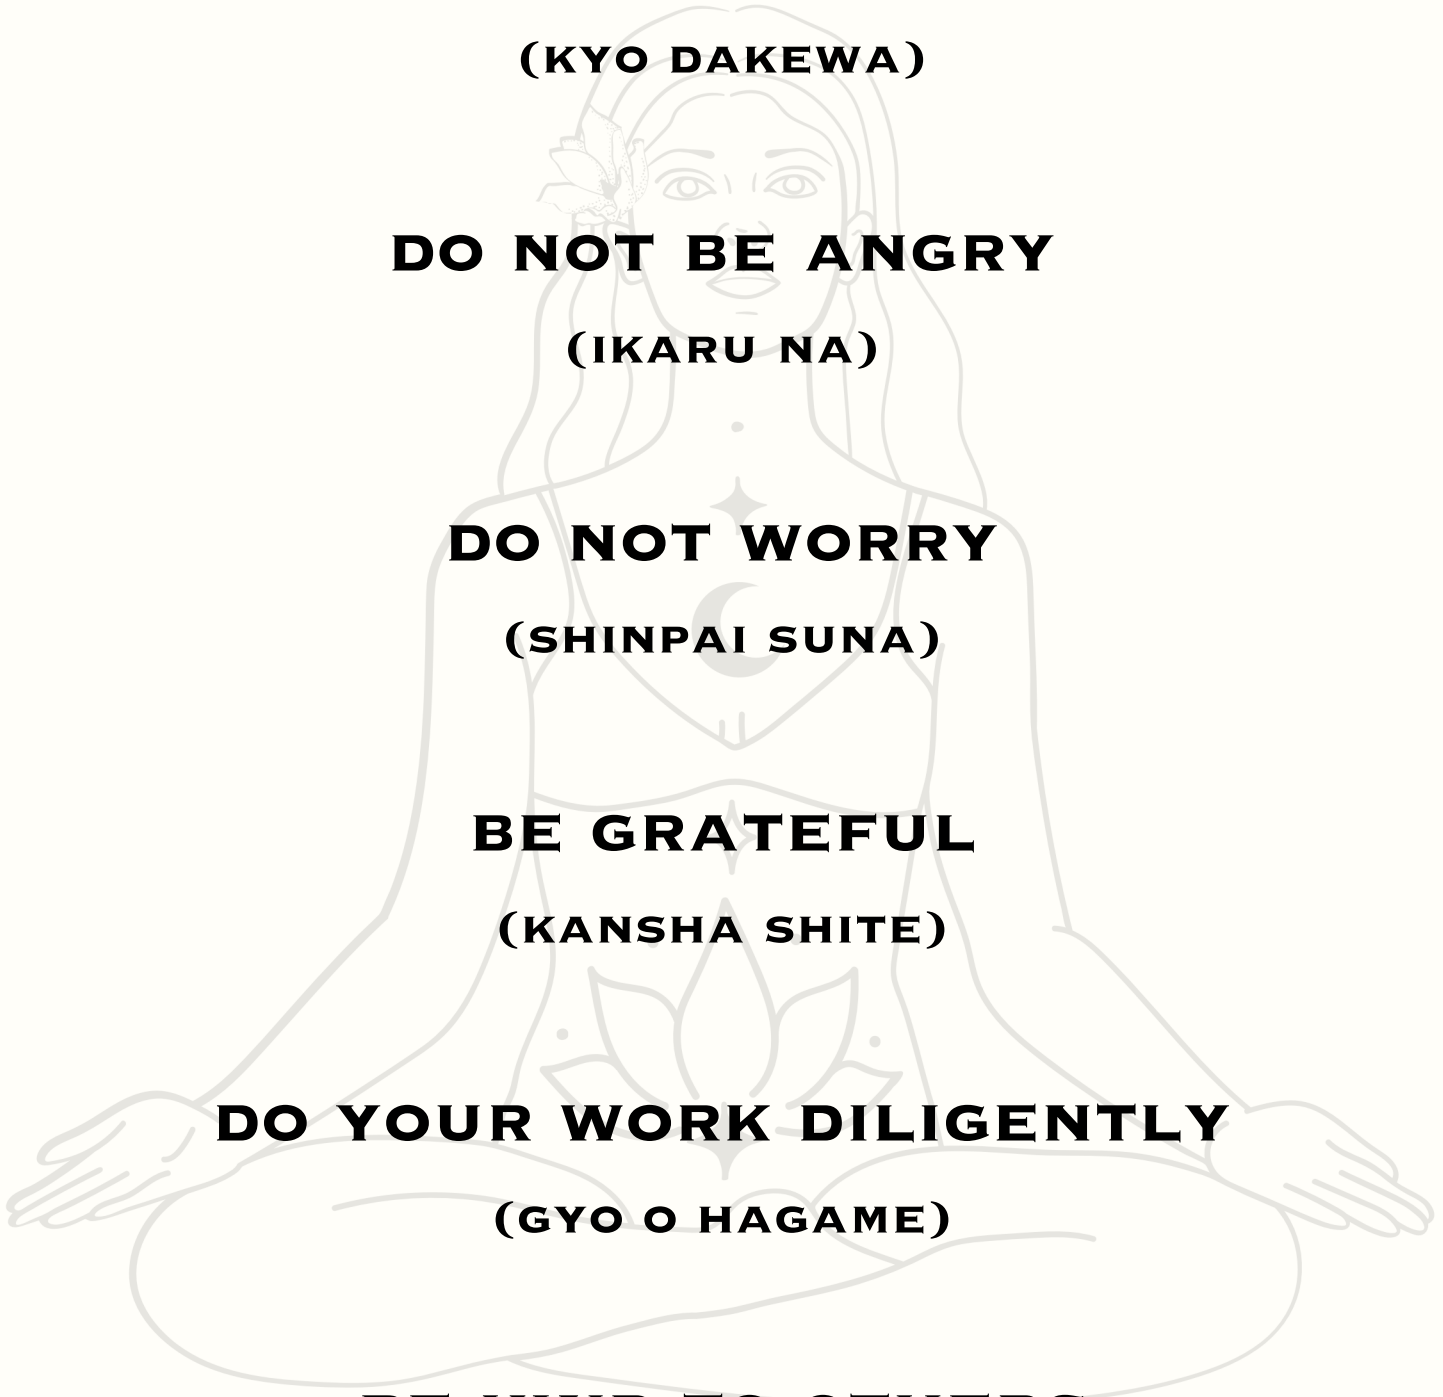 (KYO DAKEWA)
DO NOT BE ANGRY
(IKARU NA)
DO NOT WORRY
(SHINPAI SUNA)
BE GRATEFUL
(KANSHA SHITE)
DO YOUR WORK DILIGENTLY
(GYO O HAGAME)